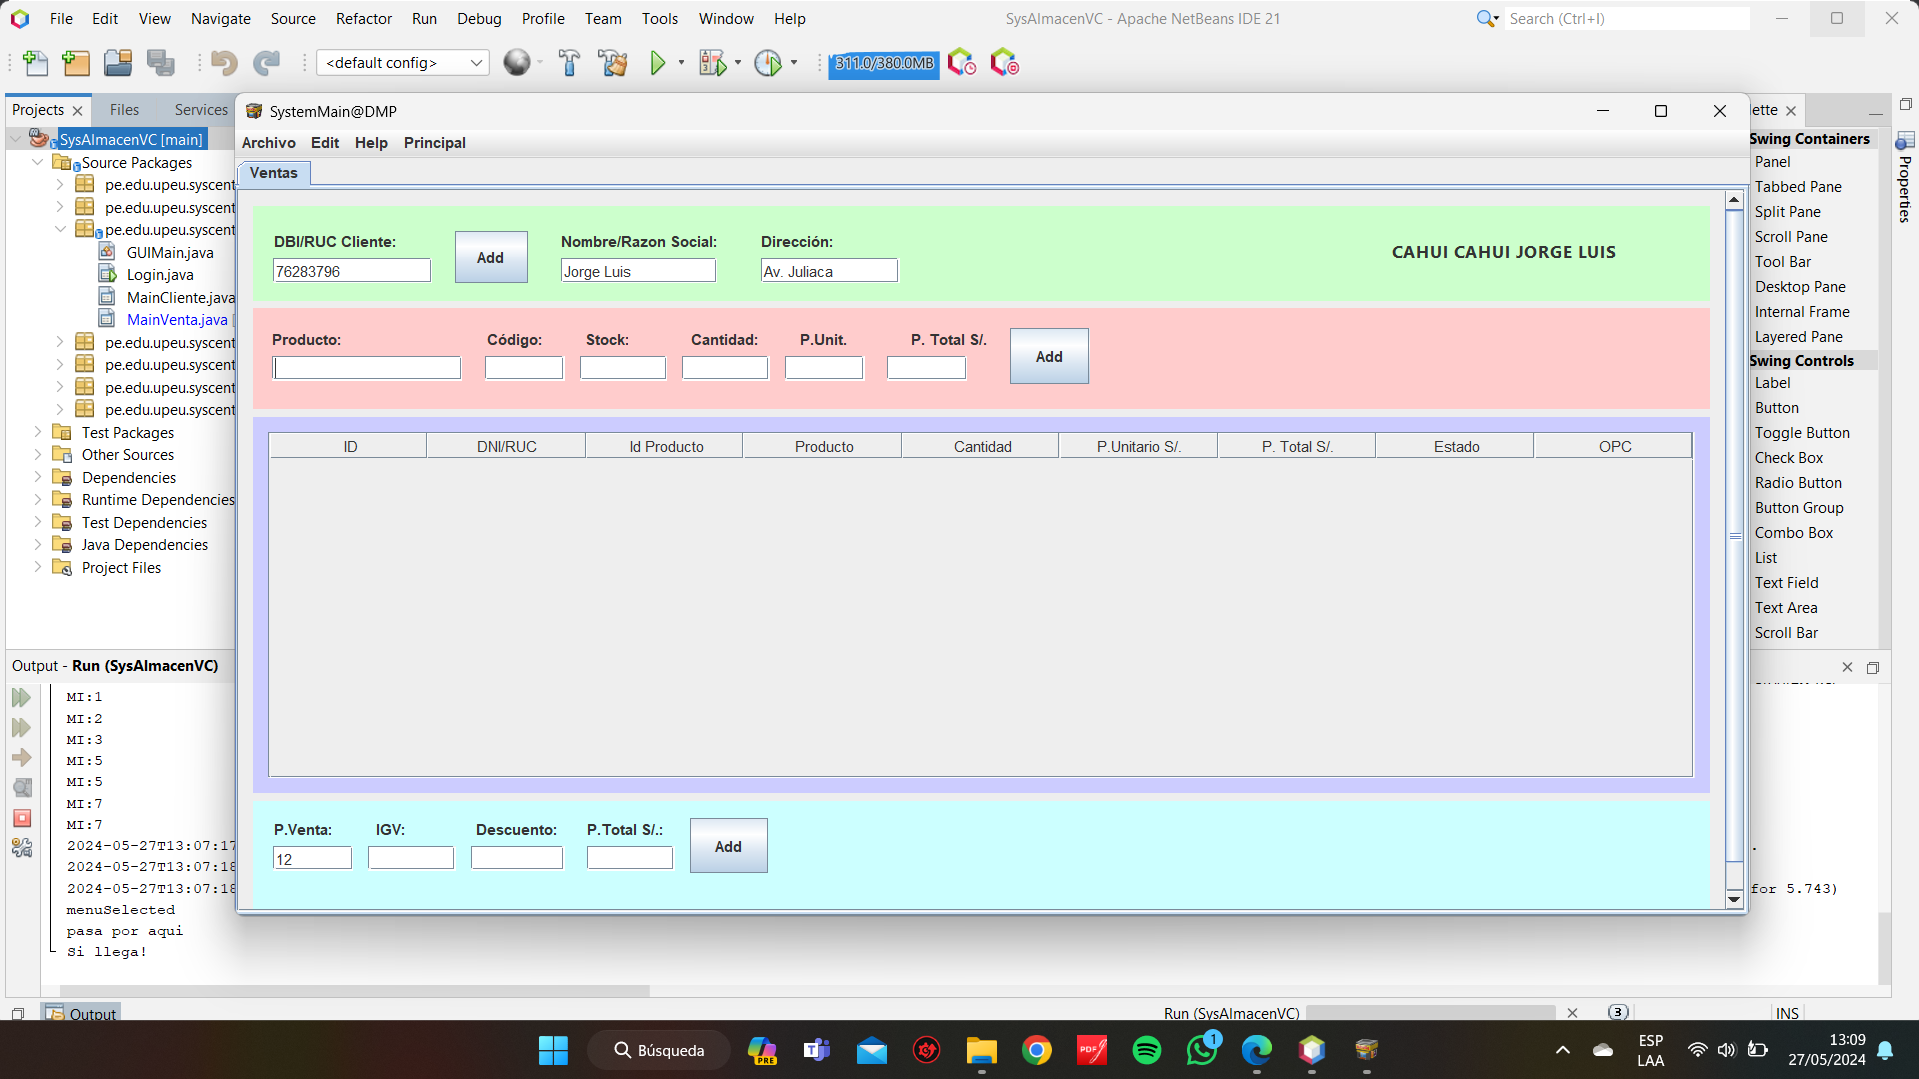 File Edit View Navigate Source Refactor Run Debug Profile Team Tools Window Help
SysAlmacenVC - Apache NetBeans IDE 21
Search (Ctrl+I)
<default config>
311.0/380.0MB
Projects Files Services
SysAlmacenVC [main]
Source Packages
pe.edu.upeu.syscent
pe.edu.upeu.syscent
pe.edu.upeu.syscent
GUIMain.java
Login.java
MainCliente.java
MainVenta.java
pe.edu.upeu.syscent
pe.edu.upeu.syscent
pe.edu.upeu.syscent
pe.edu.upeu.syscent
Test Packages
Other Sources
Dependencies
Runtime Dependencies
Test Dependencies
Java Dependencies
Project Files
SystemMain@DMP
Archivo Edit Help Principal
Ventas
DBI/RUC Cliente:
76283796
Add
Nombre/Razon Social:
Jorge Luis
Dirección:
Av. Juliaca
CAHUI CAHUI JORGE LUIS
Producto: Código: Stock: Cantidad: P.Unit. P. Total S/.
Add
ID DNI/RUC Id Producto Producto Cantidad P.Unitario S/. P. Total S/. Estado OPC
P.Venta: IGV: Descuento: P.Total S/.:
12
Add
lette
Swing Containers
Panel
Tabbed Pane
Split Pane
Scroll Pane
Tool Bar
Desktop Pane
Internal Frame
Layered Pane
Swing Controls
Label
Button
Toggle Button
Check Box
Radio Button
Button Group
Combo Box
List
Text Field
Text Area
Scroll Bar
Properties
Output - Run (SysAlmacenVC)
MI:1
MI:2
MI:3
MI:5
MI:5
MI:7
MI:7
2024-05-27T13:07:17
2024-05-27T13:07:18
2024-05-27T13:07:18 for 5.743)
menuSelected
pasa por aqui
Si llega!
Output
Run (SysAlmacenVC)
3
INS
Búsqueda
PRE
PDF
1
ESP
LAA
13:09
27/05/2024